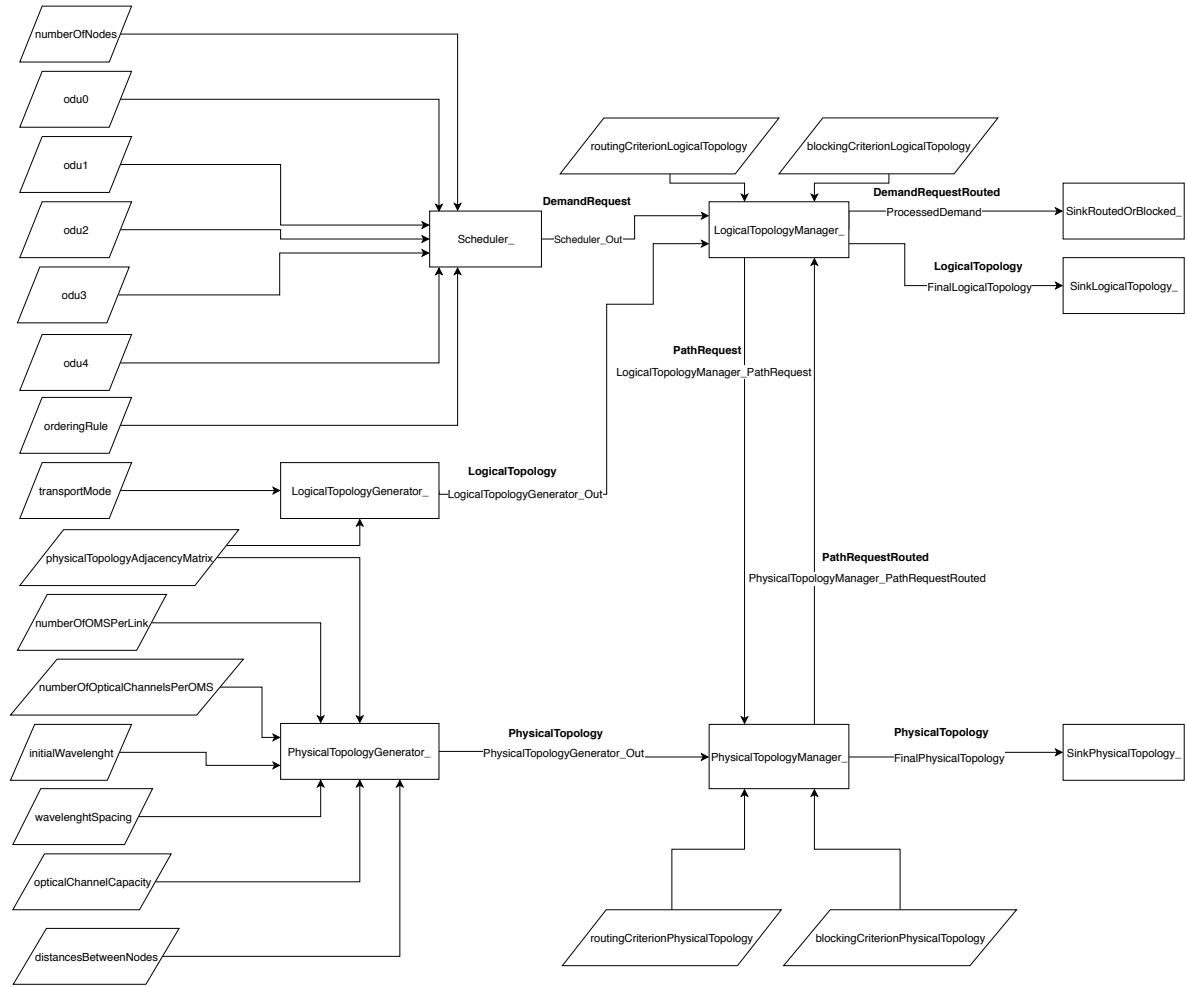 numberOfNodes
odu0
odu1
odu2
odu3
odu4
orderingRule
transportMode
physicalTopologyAdjacencyMatrix
numberOfOMSPerLink
numberOfOpticalChannelsPerOMS
initialWavelenght
wavelenghtSpacing
opticalChannelCapacity
distancesBetweenNodes
Scheduler_
DemandRequest
Scheduler_Out
LogicalTopologyGenerator_
LogicalTopology
LogicalTopologyGenerator_Out
PhysicalTopologyGenerator_
PhysicalTopology
PhysicalTopologyGenerator_Out
routingCriterionLogicalTopology
blockingCriterionLogicalTopology
LogicalTopologyManager_
DemandRequestRouted
ProcessedDemand
SinkRoutedOrBlocked_
LogicalTopology
FinalLogicalTopology
SinkLogicalTopology_
PathRequest
LogicalTopologyManager_PathRequest
PathRequestRouted
PhysicalTopologyManager_PathRequestRouted
PhysicalTopologyManager_
PhysicalTopology
FinalPhysicalTopology
SinkPhysicalTopology_
routingCriterionPhysicalTopology
blockingCriterionPhysicalTopology